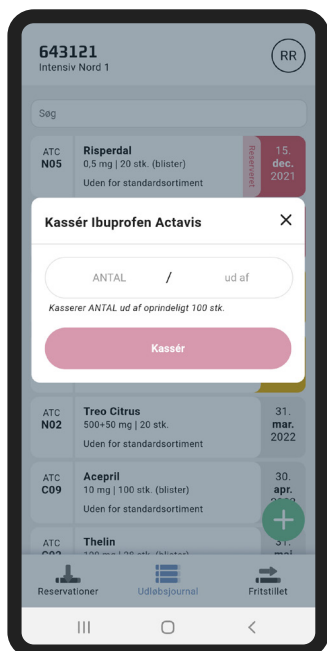 643121
Intensiv Nord 1
RR
Søg
ATC
N05
Risperdal
0,5 mg | 20 stk. (blister)
Uden for standardsortiment
Reserveret
15.
dec.
2021
Kassér Ibuprofen Actavis
ANTAL / ud af
Kasserer ANTAL ud af oprindeligt 100 stk.
Kassér
ATC
N02
Treo Citrus
500+50 mg | 20 stk.
Uden for standardsortiment
31.
mar.
2022
ATC
C09
Acepril
10 mg | 100 stk. (blister)
Uden for standardsortiment
30.
apr.
ATC
Thelin
31.
Reservationer
Udløbsjournal
Fritstillet